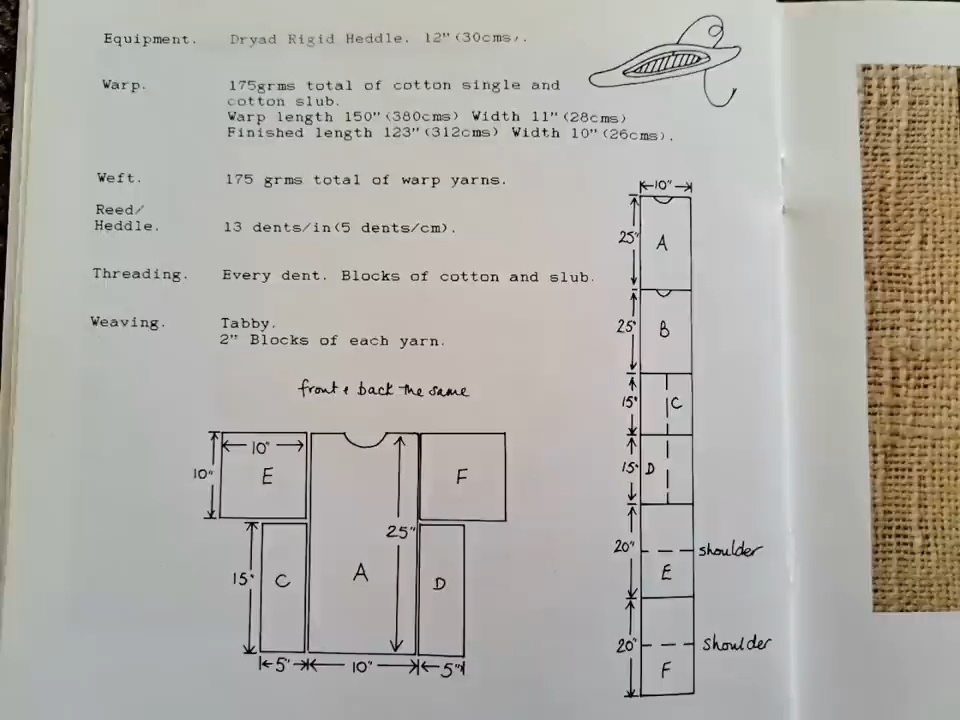 Equipment. Dryad Rigid Heddle. 12" (30cms).
Warp. 175grms total of cotton single and
cotton slub.
Warp length 150" (380cms) Width 11" (28cms)
Finished length 123" (312cms) Width 10" (26cms).
Weft. 175 grms total of warp yarns.
Reed/
Heddle. 13 dents/in(5 dents/cm).
Threading. Every dent. Blocks of cotton and slub.
Weaving. Tabby.
2" Blocks of each yarn.
front + back the same
10"
10"
E
F
25"
15"
C
A
D
5"
10"
5"
10"
25"
A
25"
B
15"
C
15"
D
20"
shoulder
E
20"
shoulder
F